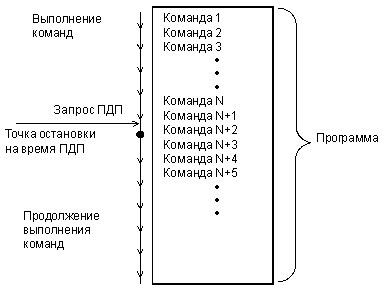 Выполнение
команд
Команда 1
Команда 2
Команда 3
Запрос ПДП
Точка остановки
на время ПДП
Команда N
Команда N+1
Команда N+2
Команда N+3
Команда N+4
Команда N+5
Программа
Продолжение
выполнения
команд